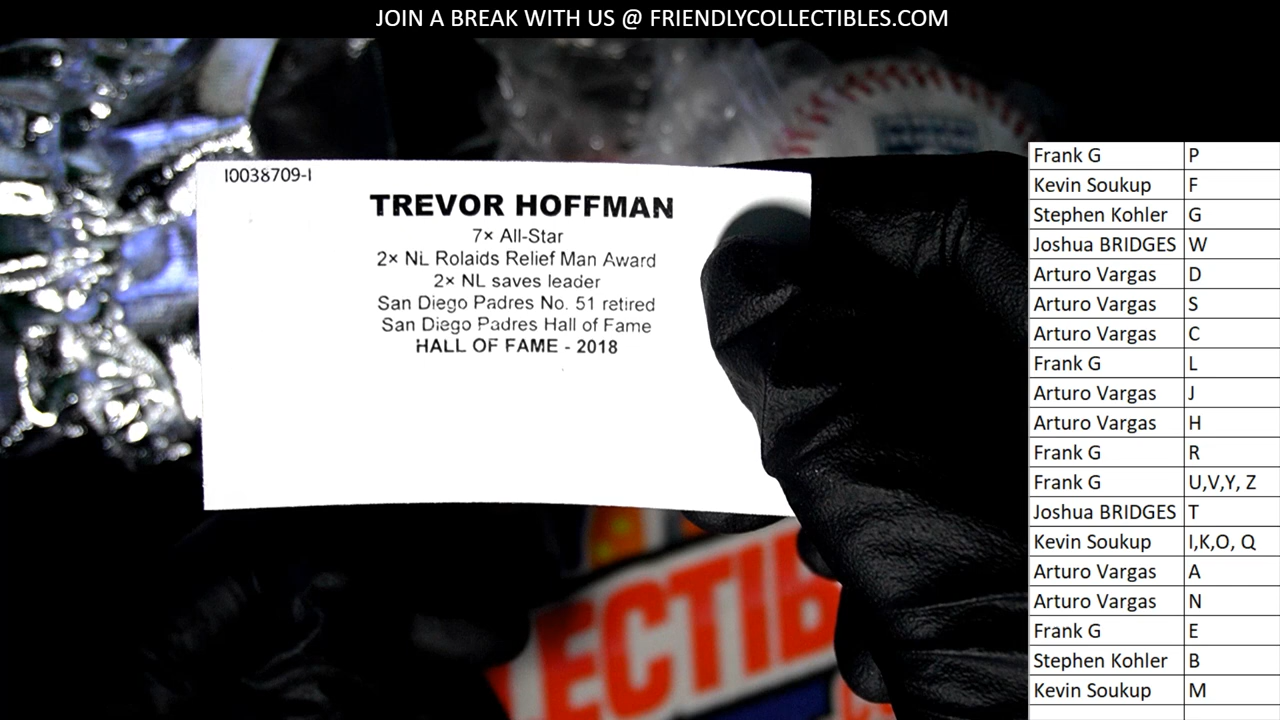 JOIN A BREAK WITH US @ FRIENDLYCOLLECTIBLES.COM
I0038709-I
TREVOR HOFFMAN
7× All-Star
2× NL Rolaids Relief Man Award
2× NL saves leader
San Diego Padres No. 51 retired
San Diego Padres Hall of Fame
HALL OF FAME - 2018
ECTIB
Frank G P
Kevin Soukup F
Stephen Kohler G
Joshua BRIDGES W
Arturo Vargas D
Arturo Vargas S
Arturo Vargas C
Frank G L
Arturo Vargas J
Arturo Vargas H
Frank G R
Frank G U,V,Y, Z
Joshua BRIDGES T
Kevin Soukup I,K,O, Q
Arturo Vargas A
Arturo Vargas N
Frank G E
Stephen Kohler B
Kevin Soukup M